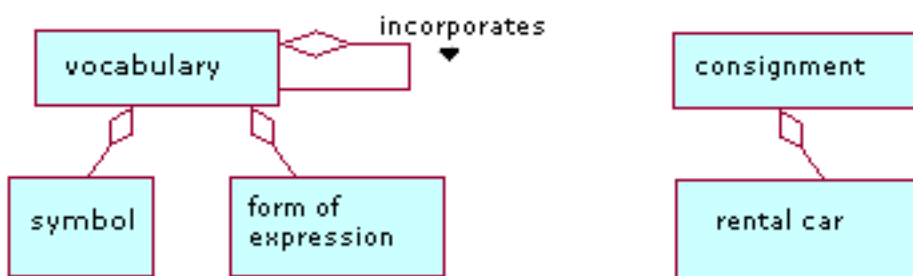 incorporates
vocabulary
consignment
symbol
form of
expression
rental car